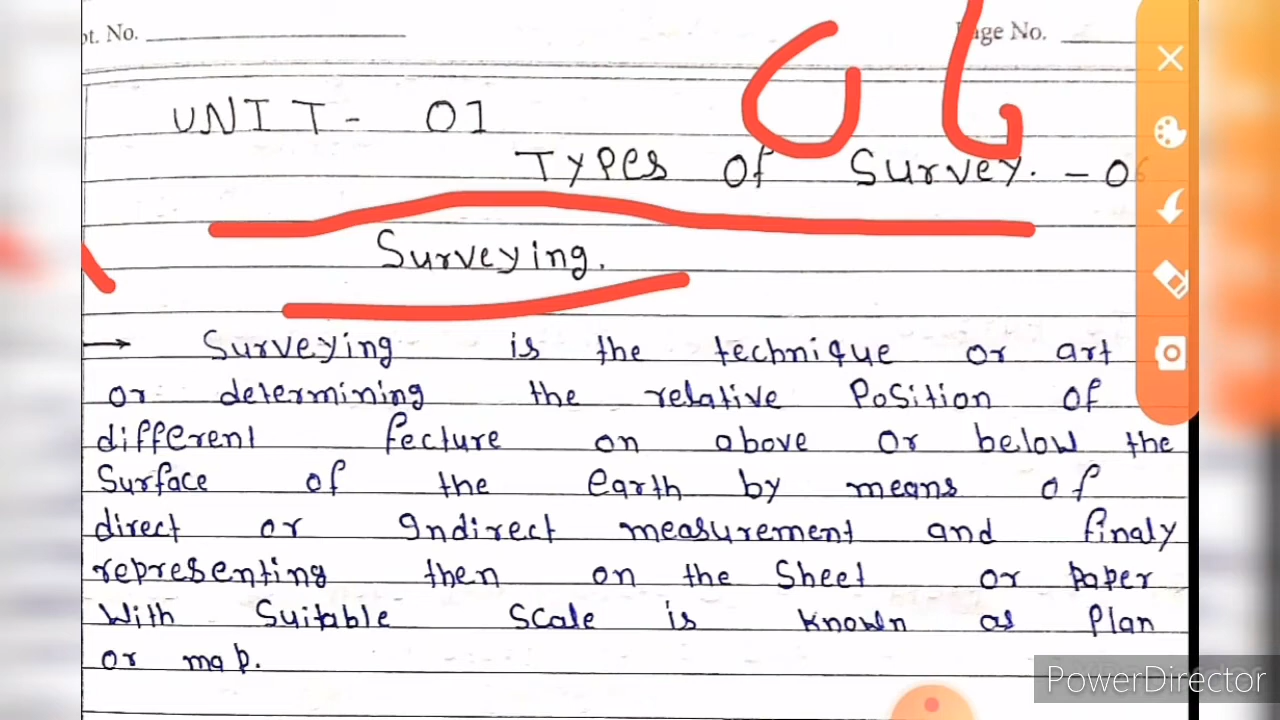 pt. No.
age No.
06
UNIT- 01
Types of Survey. - 06
Surveying.
→ Surveying is the technique or art
or determining the relative Position of
different fecture on above or below the
Surface of the earth by means of
direct or Indirect measurement and finaly
representing then on the Sheet or paper
With Suitable Scale is known as Plan
or map.
PowerDirector